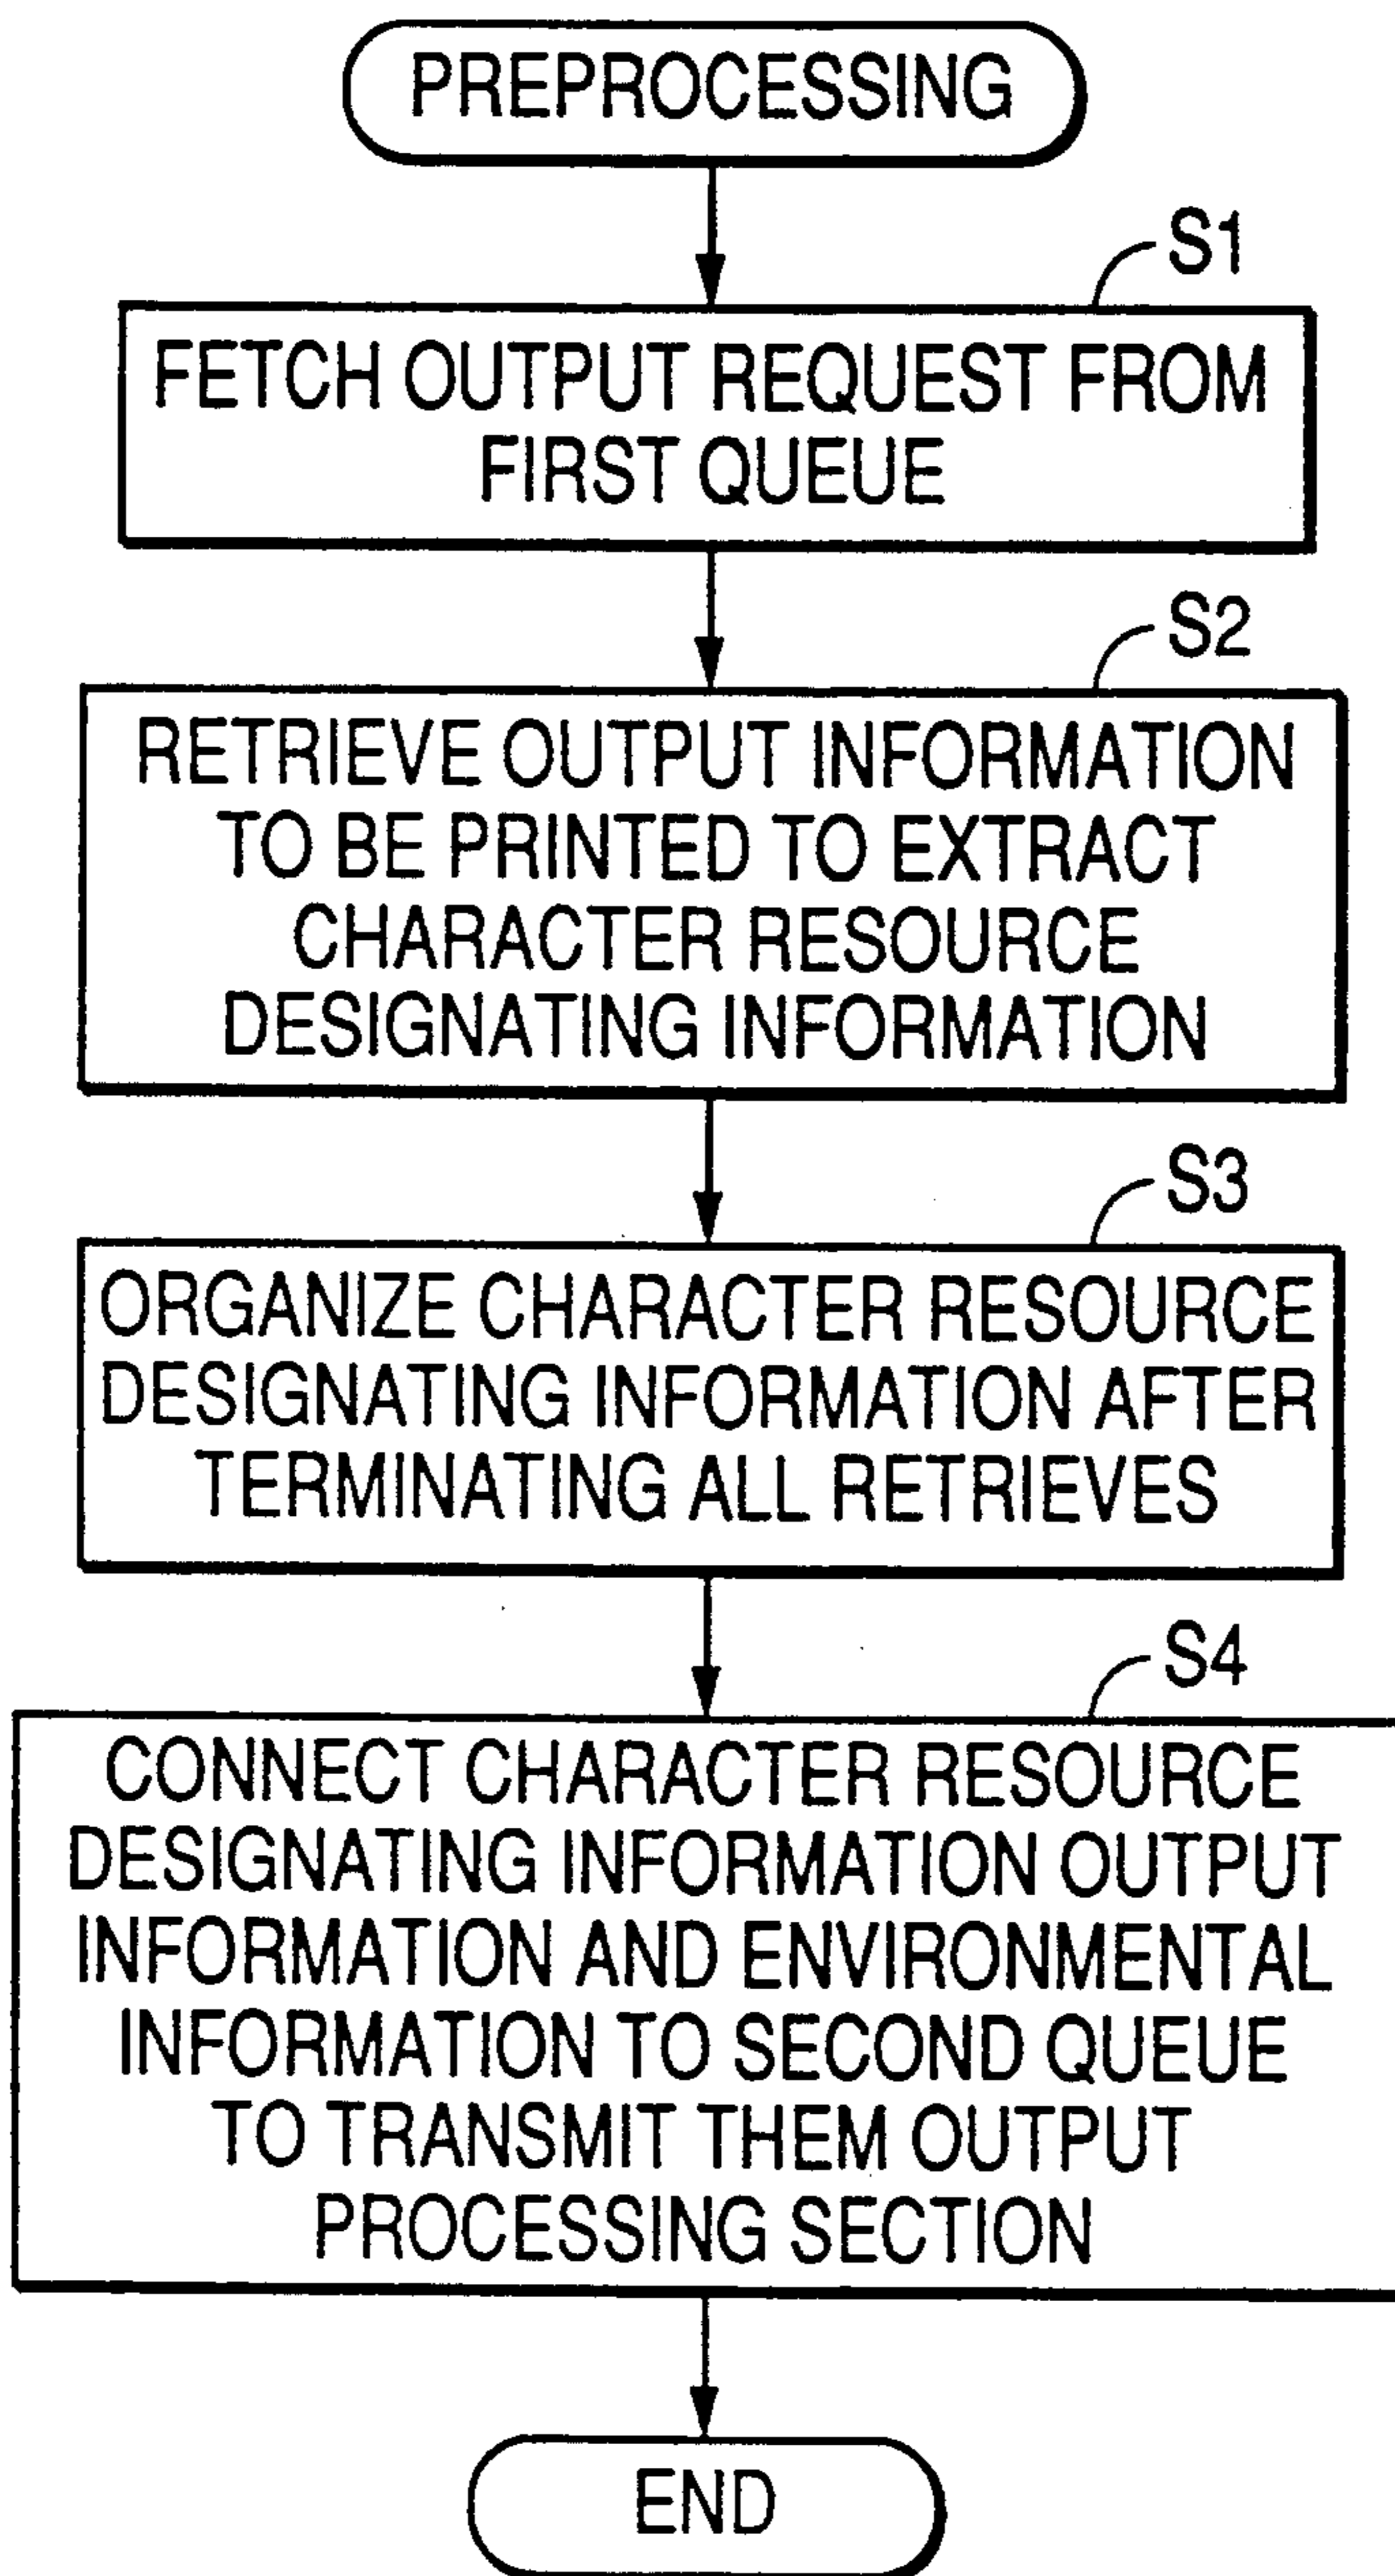 PREPROCESSING
S1
FETCH OUTPUT REQUEST FROM
FIRST QUEUE
S2
RETRIEVE OUTPUT INFORMATION
TO BE PRINTED TO EXTRACT
CHARACTER RESOURCE
DESIGNATING INFORMATION
S3
ORGANIZE CHARACTER RESOURCE
DESIGNATING INFORMATION AFTER
TERMINATING ALL RETRIEVES
S4
CONNECT CHARACTER RESOURCE
DESIGNATING INFORMATION OUTPUT
INFORMATION AND ENVIRONMENTAL
INFORMATION TO SECOND QUEUE
TO TRANSMIT THEM OUTPUT
PROCESSING SECTION
END